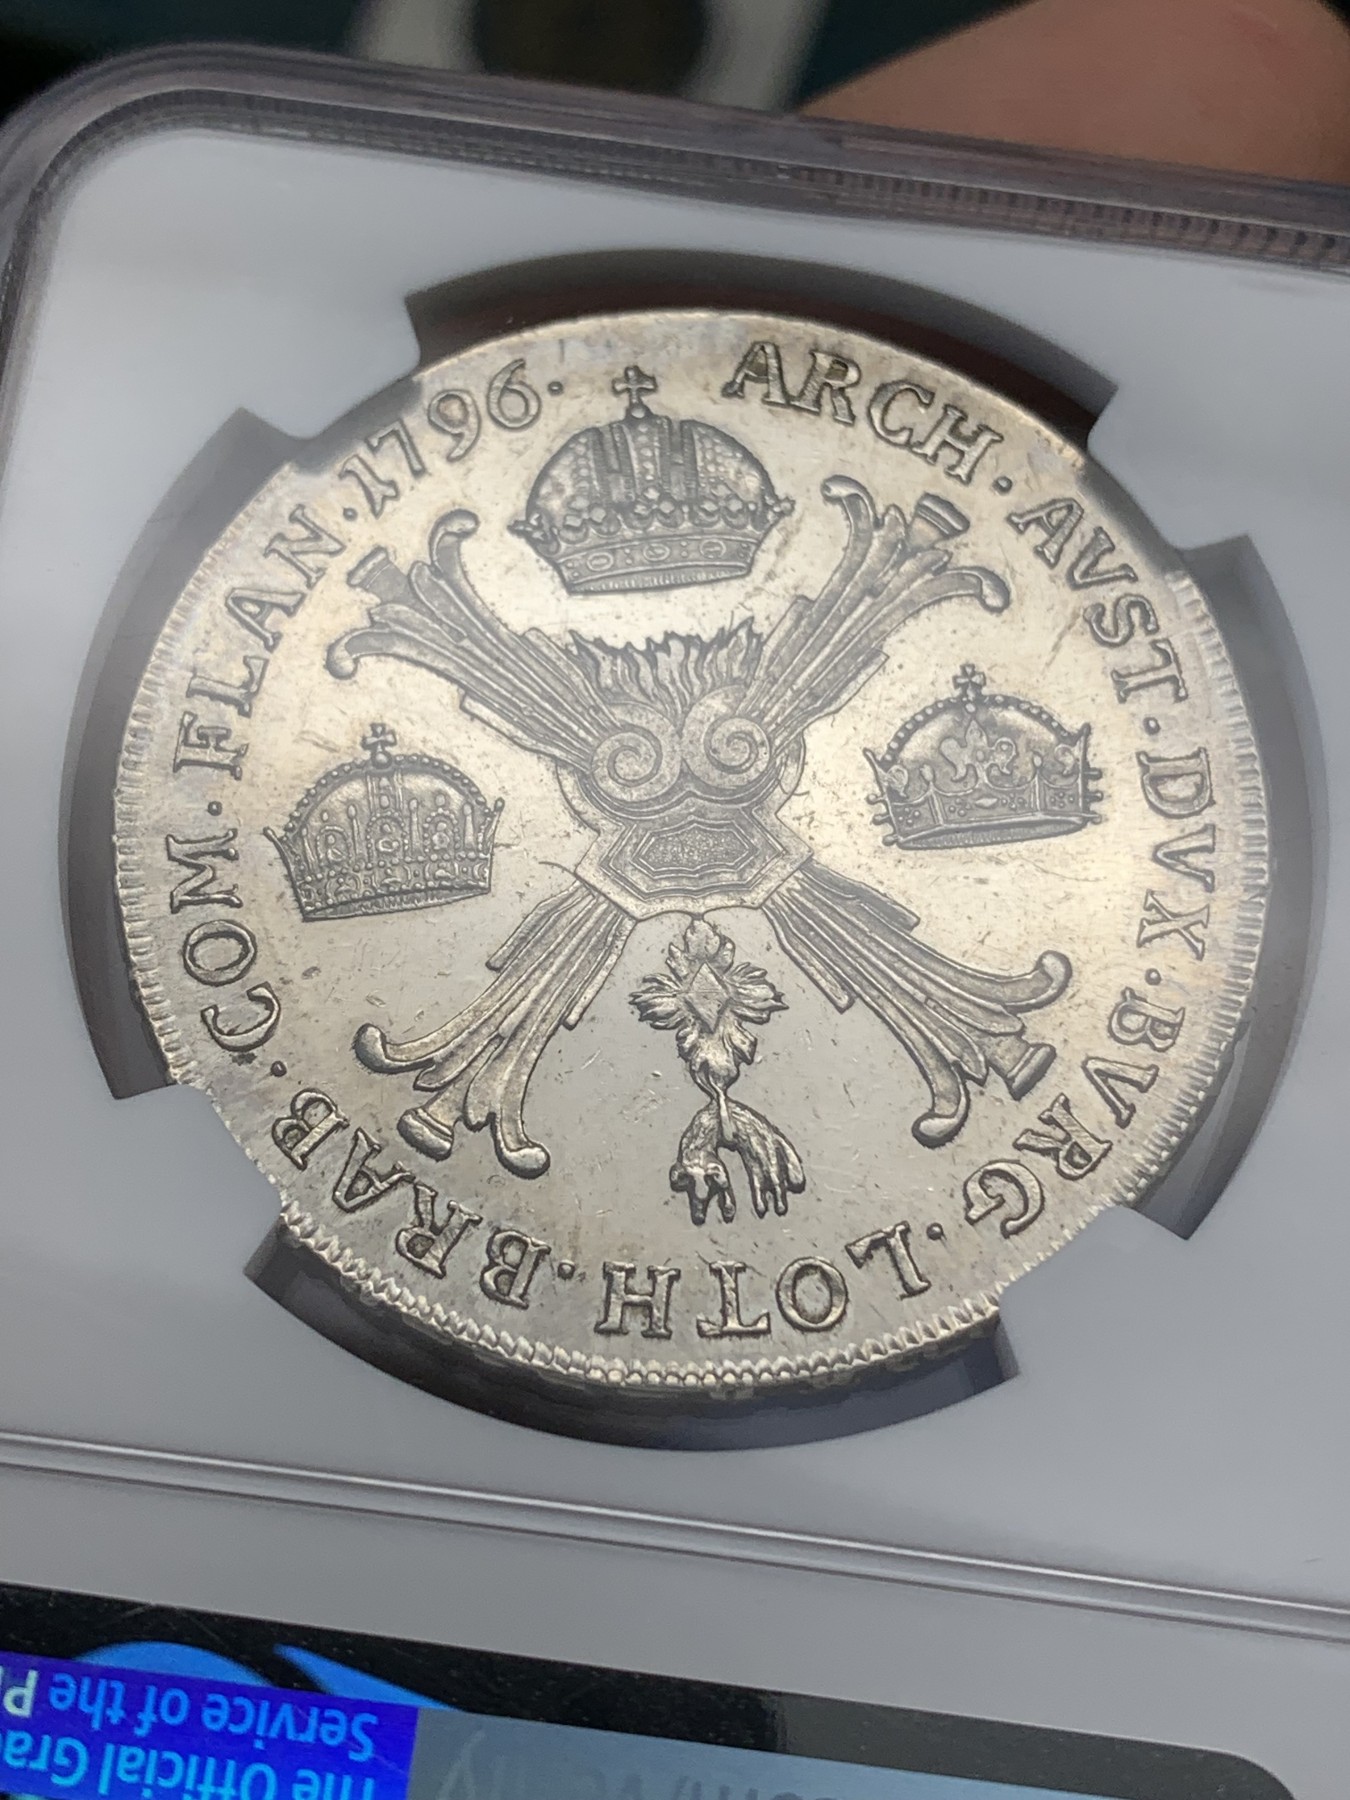 ARCH · AVST · DVX · BVRG · LOTH · BRAB · COM · FLAN · 1796 ·
The Official Gra
Service of the P